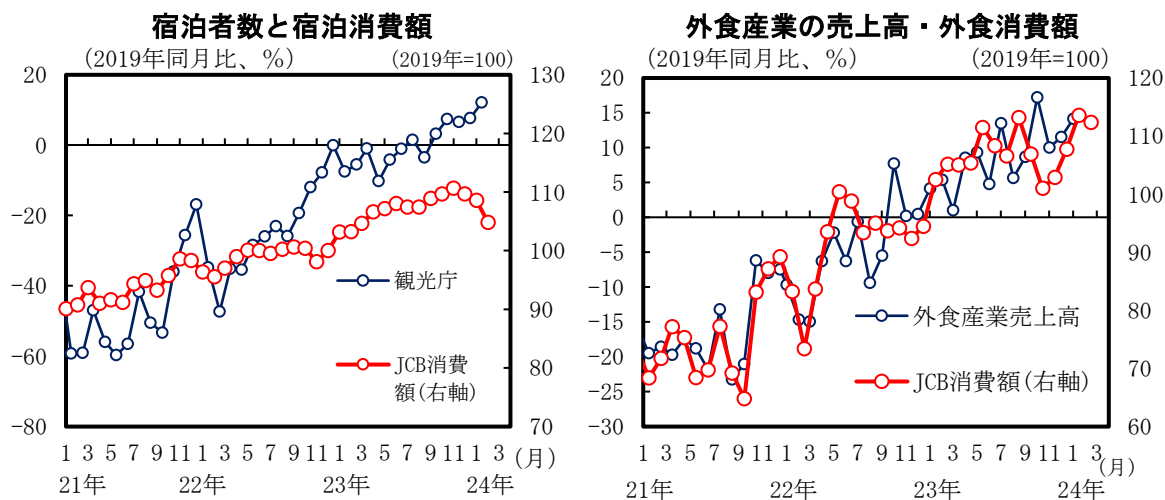 宿泊者数と宿泊消費額
(2019年同月比、%)
(2019年=100)
20
0
−20
−40
−60
−80
130
120
110
100
90
80
70
観光庁
JCB消費
額(右軸)
1 3 5 7 9 11 1 3 5 7 9 11 1 3 5 7 9 11 1 3 (月)
21年 22年 23年 24年
外食産業の売上高・外食消費額
(2019年同月比、%)
(2019年=100)
20
15
10
5
0
−5
−10
−15
−20
−25
−30
120
110
100
90
80
70
60
外食産業売上高
JCB消費額(右軸)
1 3 5 7 9 11 1 3 5 7 9 11 1 3 5 7 9 11 1 3
(月)
21年 22年 23年 24年